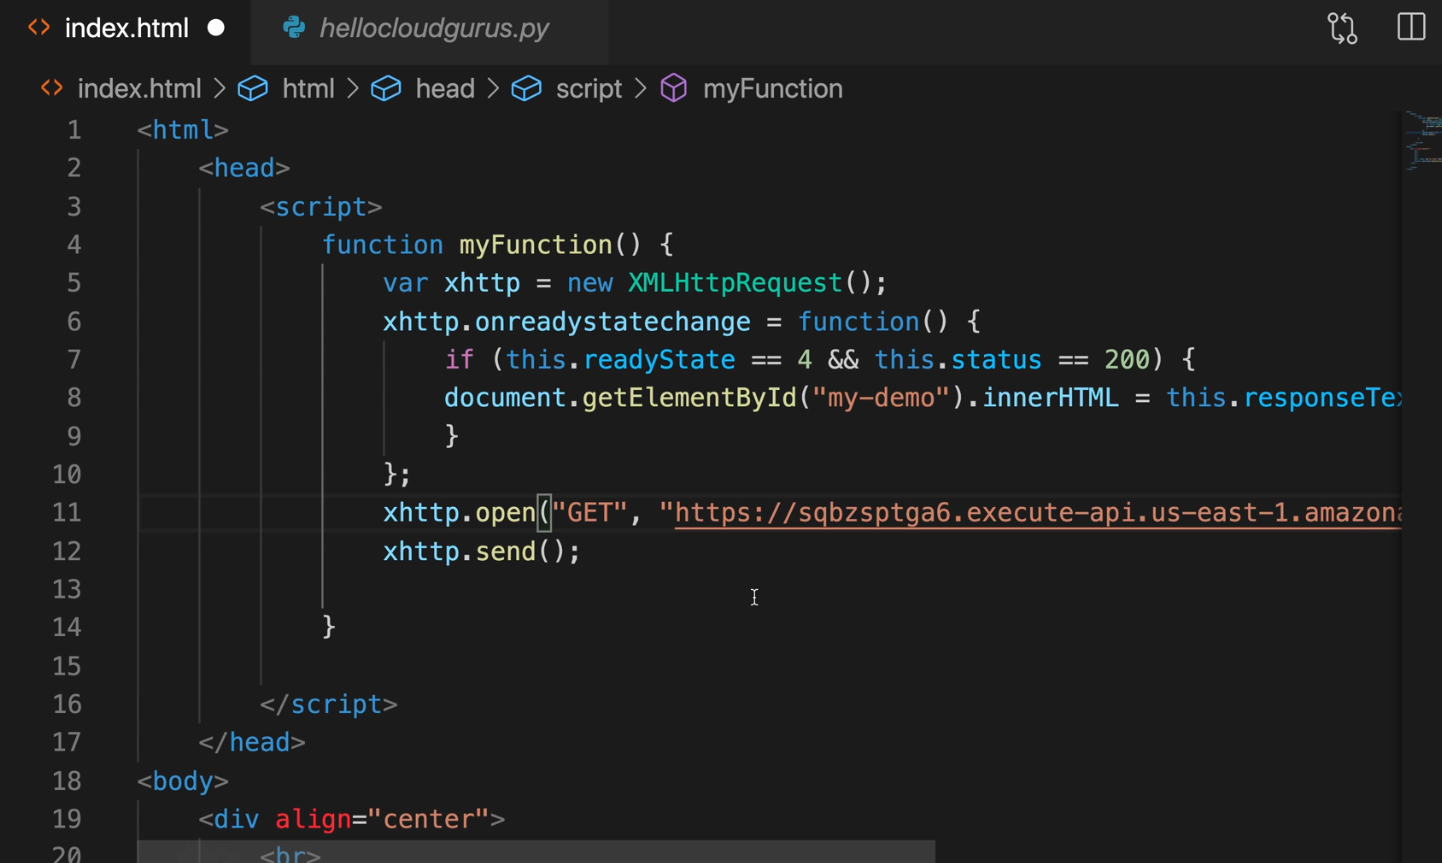 index.html hellocloudgurus.py
index.html > html > head > script > myFunction
1 <html>
2 <head>
3 <script>
4 function myFunction() {
5 var xhttp = new XMLHttpRequest();
6 xhttp.onreadystatechange = function() {
7 if (this.readyState == 4 && this.status == 200) {
8 document.getElementById("my-demo").innerHTML = this.responseTe
9 }
10 };
11 xhttp.open("GET", "https://sqbzsptga6.execute-api.us-east-1.amazon
12 xhttp.send();
13
14 }
15
16 </script>
17 </head>
18 <body>
19 <div align="center">
20 <br>